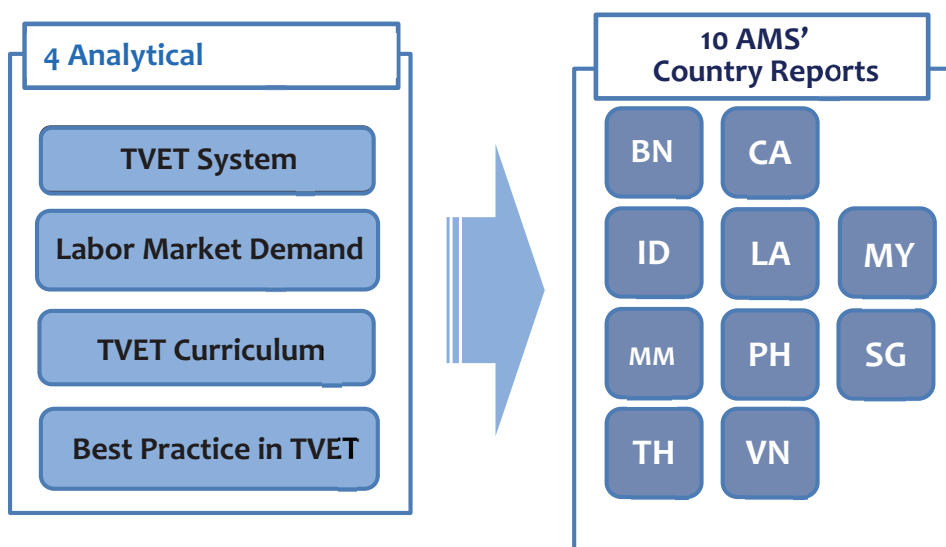 4 Analytical
TVET System
Labor Market Demand
TVET Curriculum
Best Practice in TVET
10 AMS’
Country Reports
BN CA
ID LA MY
MM PH SG
TH VN